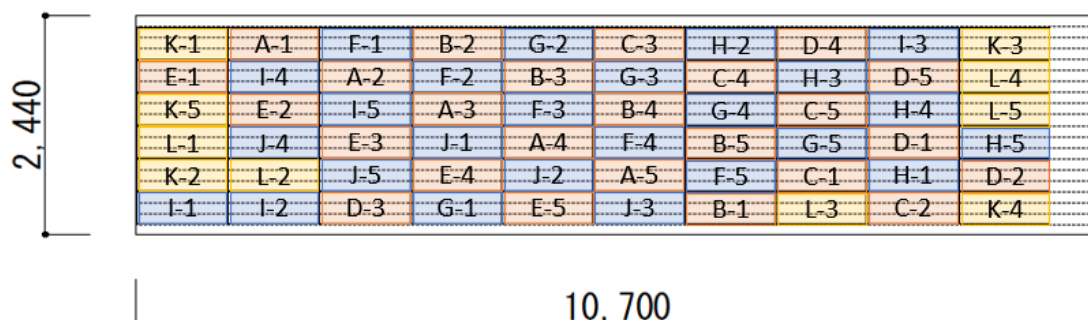 2,440
K-1 A-1 F-1 B-2 G-2 C-3 H-2 D-4 I-3 K-3
E-1 I-4 A-2 F-2 B-3 G-3 C-4 H-3 D-5 L-4
K-5 E-2 I-5 A-3 F-3 B-4 G-4 C-5 H-4 L-5
L-1 J-4 E-3 J-1 A-4 F-4 B-5 G-5 D-1 H-5
K-2 L-2 J-5 E-4 J-2 A-5 F-5 C-1 H-1 D-2
I-1 I-2 D-3 G-1 E-5 J-3 B-1 L-3 C-2 K-4
10,700